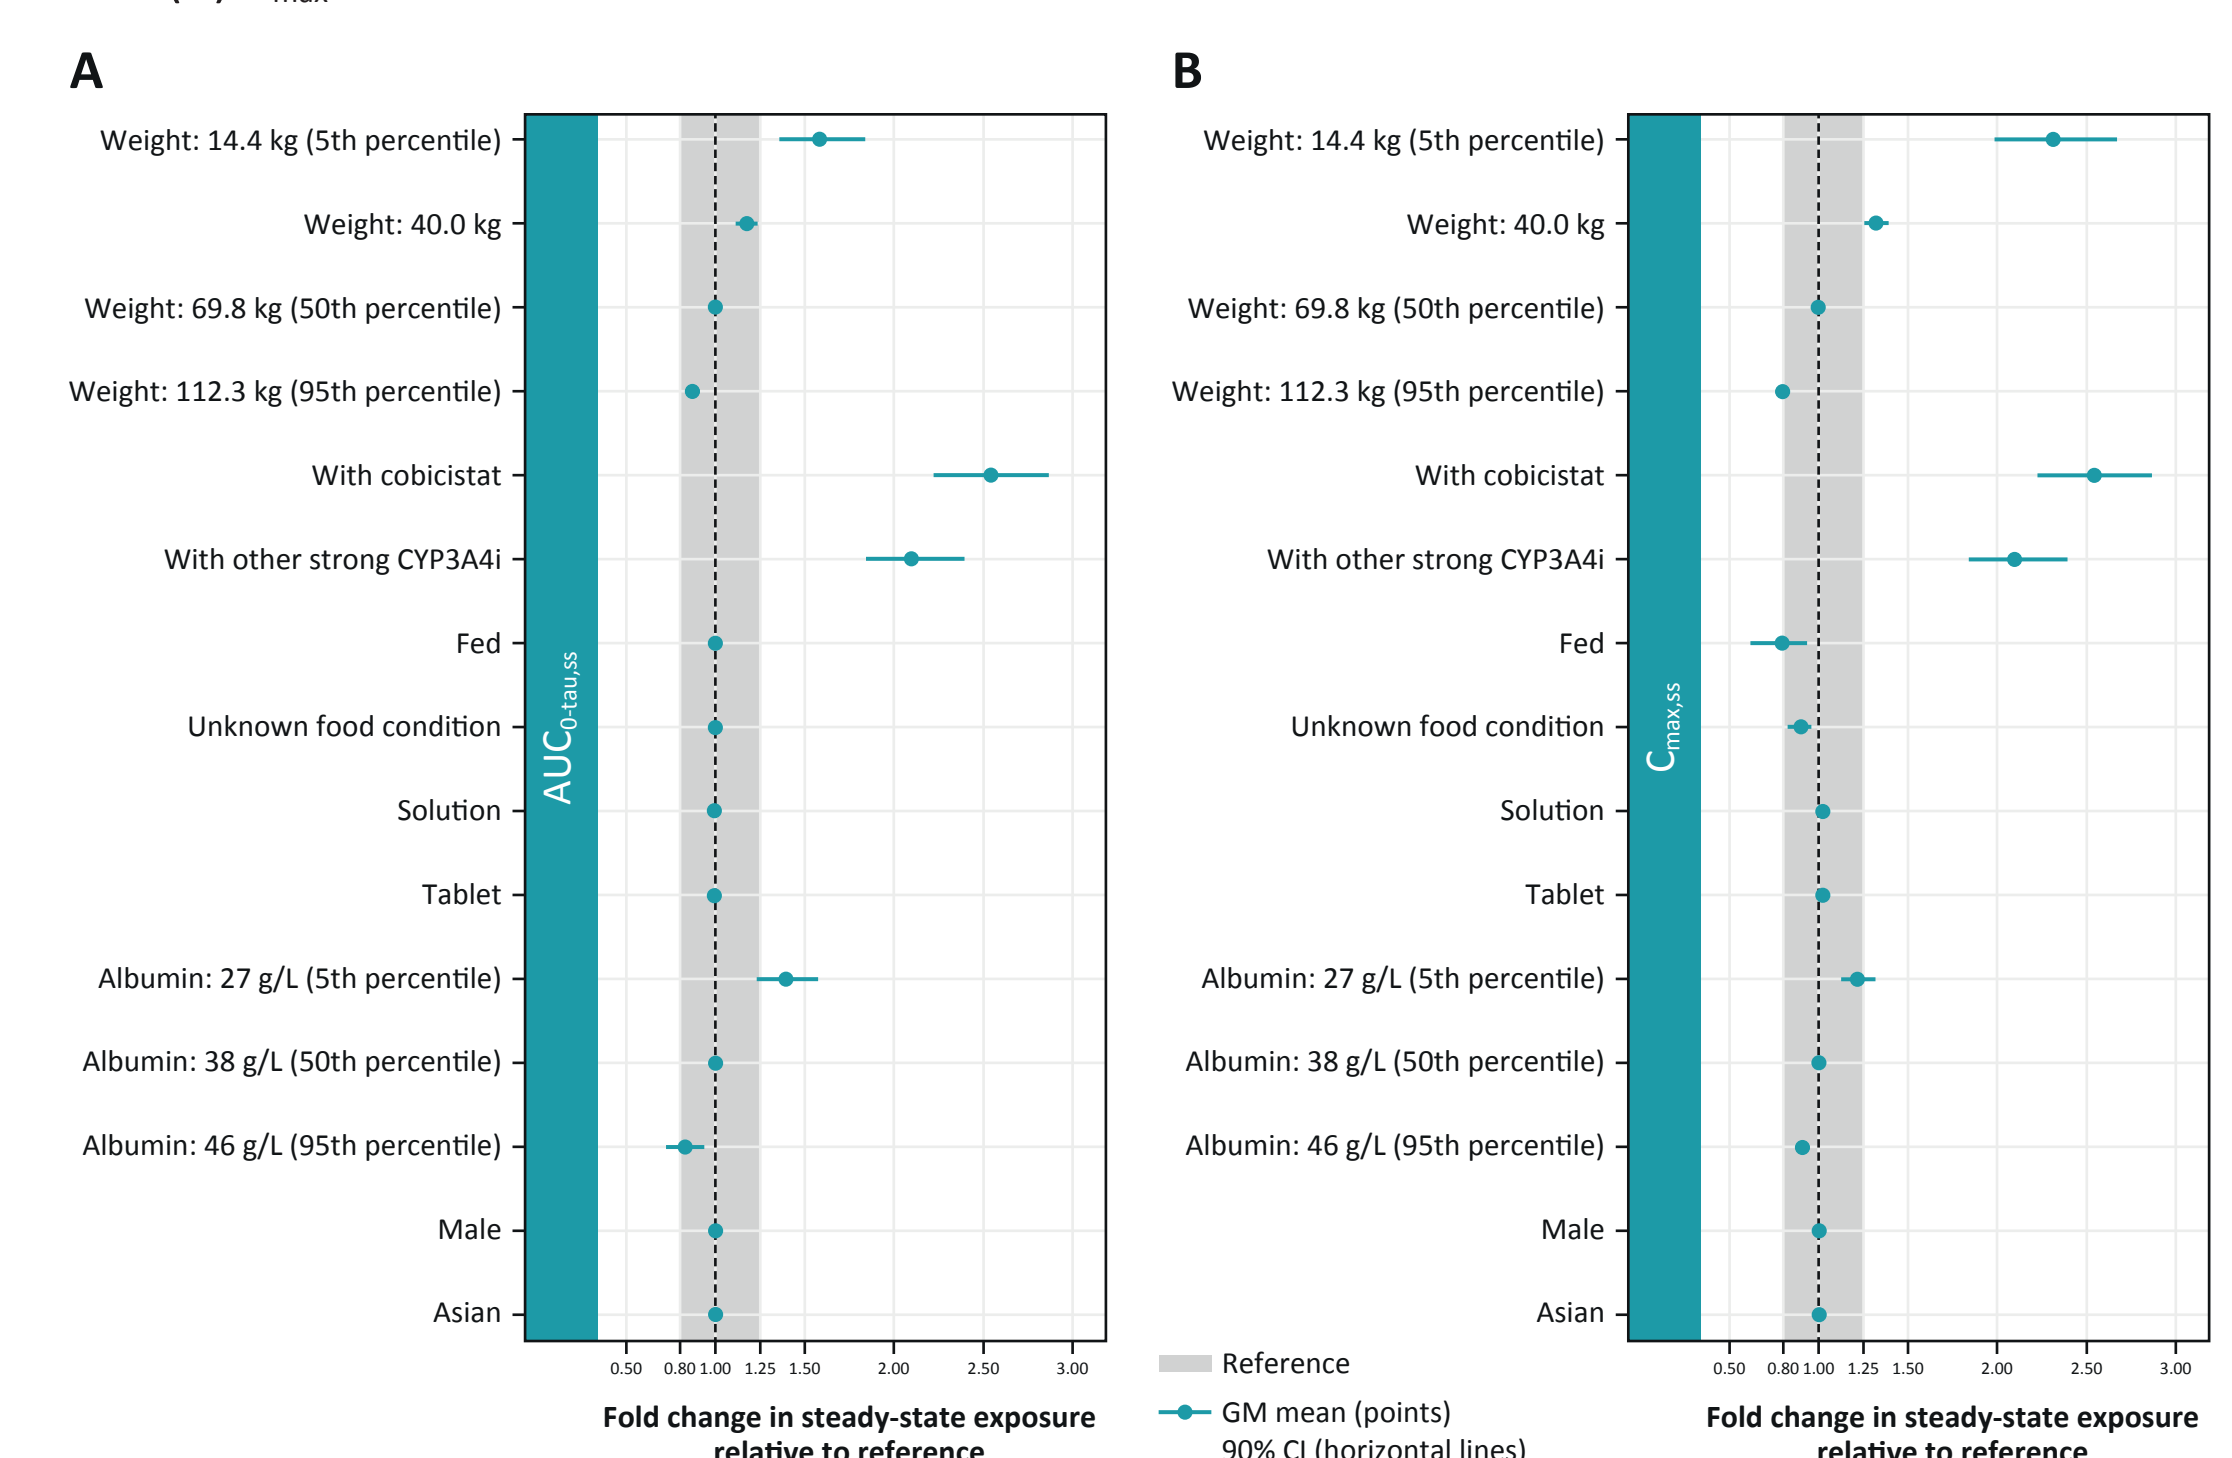 A
Weight: 14.4 kg (5th percentile)
Weight: 40.0 kg
Weight: 69.8 kg (50th percentile)
Weight: 112.3 kg (95th percentile)
With cobicistat
With other strong CYP3A4i
Fed
Unknown food condition
Solution
Tablet
Albumin: 27 g/L (5th percentile)
Albumin: 38 g/L (50th percentile)
Albumin: 46 g/L (95th percentile)
Male
Asian
AUC0-tau,ss
0.50 0.80 1.00 1.25 1.50 2.00 2.50 3.00
Fold change in steady-state exposure
relative to reference
B
Weight: 14.4 kg (5th percentile)
Weight: 40.0 kg
Weight: 69.8 kg (50th percentile)
Weight: 112.3 kg (95th percentile)
With cobicistat
With other strong CYP3A4i
Fed
Unknown food condition
Solution
Tablet
Albumin: 27 g/L (5th percentile)
Albumin: 38 g/L (50th percentile)
Albumin: 46 g/L (95th percentile)
Male
Asian
Cmax,ss
0.50 0.80 1.00 1.25 1.50 2.00 2.50 3.00
Fold change in steady-state exposure
relative to reference
Reference
GM mean (points)
90% CI (horizontal lines)